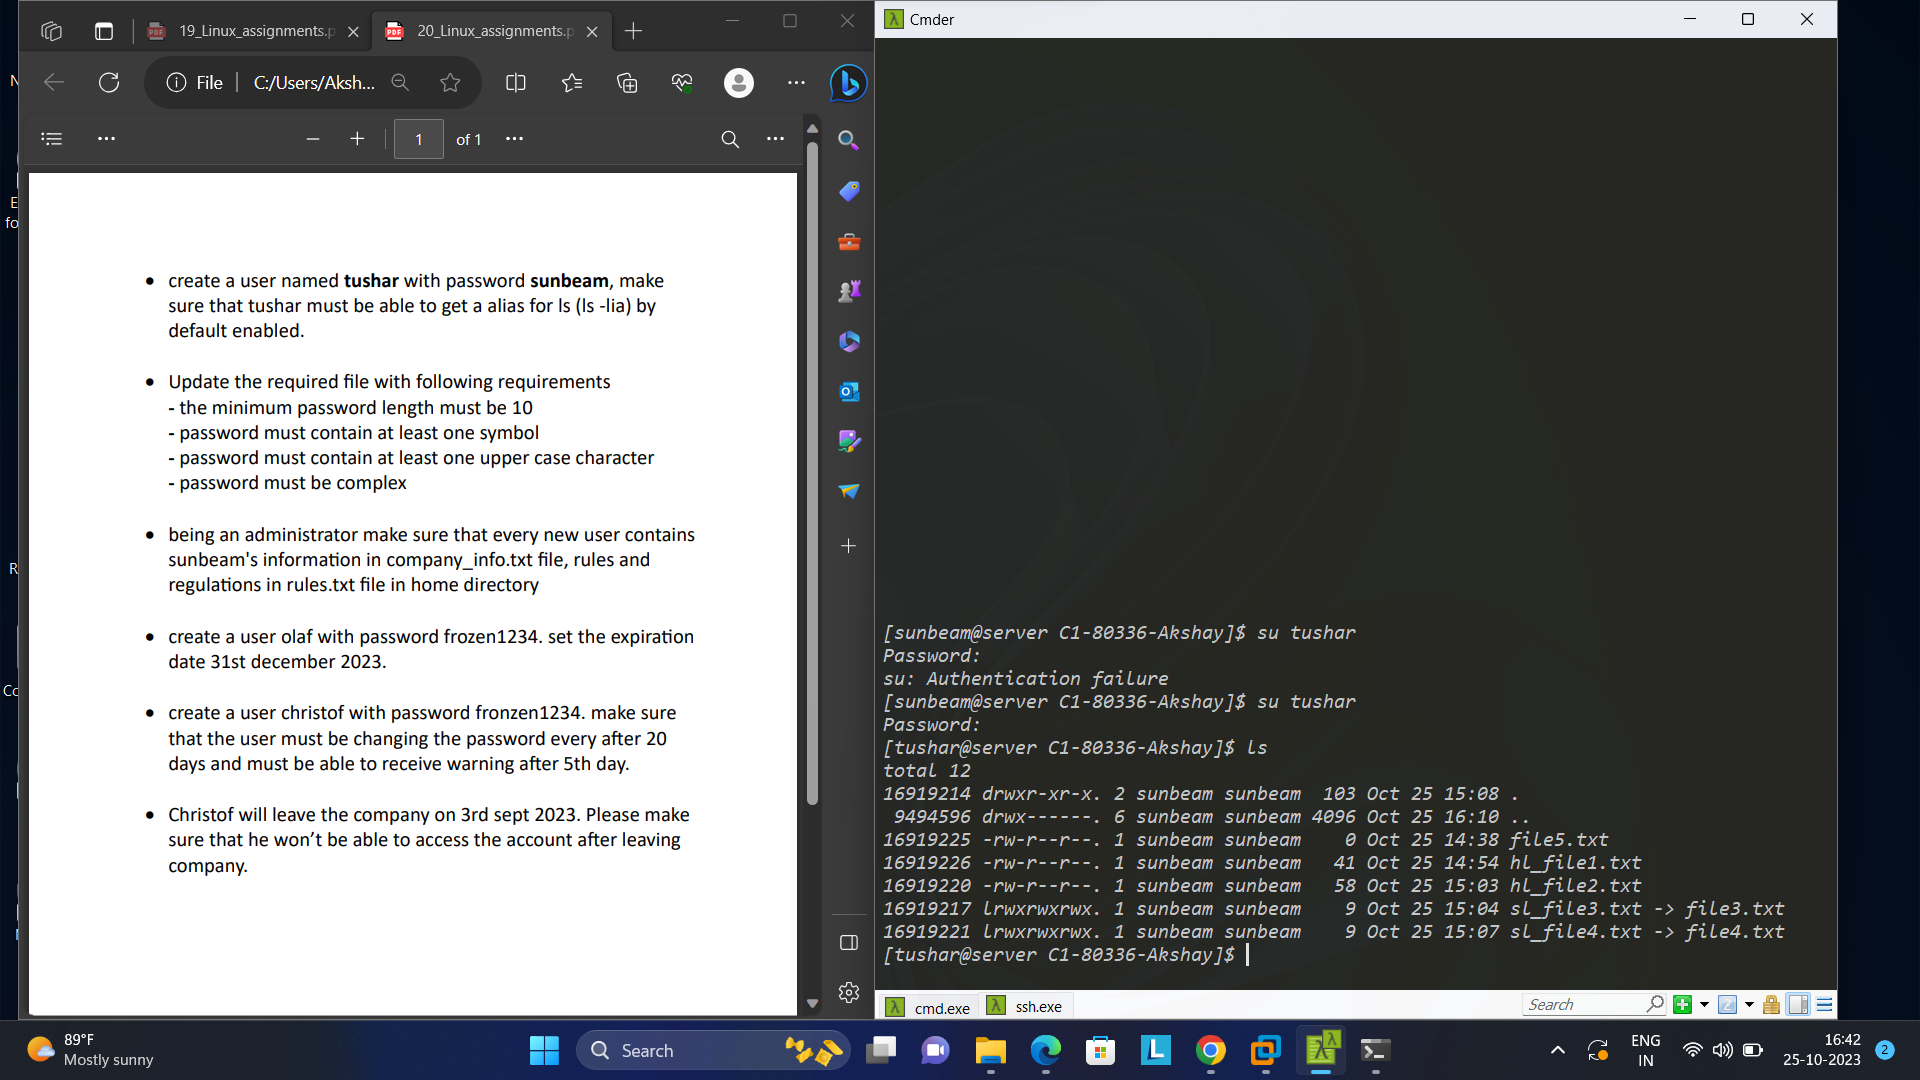 19_Linux_assignments.p
20_Linux_assignments.p
File
C:/Users/Aksh...
1 of 1
• create a user named tushar with password sunbeam, make
sure that tushar must be able to get a alias for ls (ls -lia) by
default enabled.
• Update the required file with following requirements
- the minimum password length must be 10
- password must contain at least one symbol
- password must contain at least one upper case character
- password must be complex
• being an administrator make sure that every new user contains
sunbeam's information in company_info.txt file, rules and
regulations in rules.txt file in home directory
• create a user olaf with password frozen1234. set the expiration
date 31st december 2023.
• create a user christof with password fronzen1234. make sure
that the user must be changing the password every after 20
days and must be able to receive warning after 5th day.
• Christof will leave the company on 3rd sept 2023. Please make
sure that he won’t be able to access the account after leaving
company.
Cmder
[sunbeam@server C1-80336-Akshay]$ su tushar
Password:
su: Authentication failure
[sunbeam@server C1-80336-Akshay]$ su tushar
Password:
[tushar@server C1-80336-Akshay]$ ls
total 12
16919214 drwxr-xr-x. 2 sunbeam sunbeam  103 Oct 25 15:08 .
 9494596 drwx------. 6 sunbeam sunbeam 4096 Oct 25 16:10 ..
16919225 -rw-r--r--. 1 sunbeam sunbeam    0 Oct 25 14:38 file5.txt
16919226 -rw-r--r--. 1 sunbeam sunbeam   41 Oct 25 14:54 hl_file1.txt
16919220 -rw-r--r--. 1 sunbeam sunbeam   58 Oct 25 15:03 hl_file2.txt
16919217 lrwxrwxrwx. 1 sunbeam sunbeam    9 Oct 25 15:04 sl_file3.txt -> file3.txt
16919221 lrwxrwxrwx. 1 sunbeam sunbeam    9 Oct 25 15:07 sl_file4.txt -> file4.txt
[tushar@server C1-80336-Akshay]$
cmd.exe
ssh.exe
Search
89°F
Mostly sunny
Search
ENG
IN
16:42
25-10-2023
2